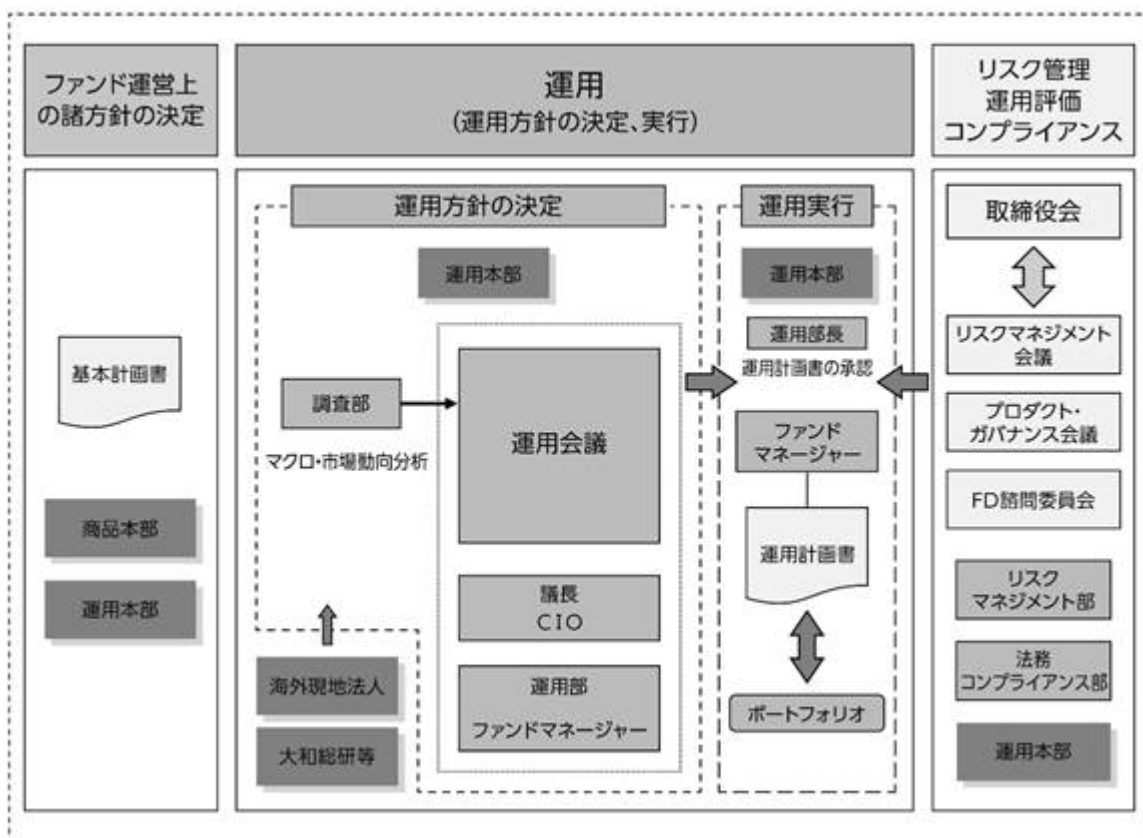 ファンド運営上
の諸方針の決定
基本計画書
商品本部
運用本部
運用
(運用方針の決定、実行)
運用方針の決定
運用本部
調査部
マクロ・市場動向分析
運用会議
議長
CIO
運用部
ファンドマネージャー
海外現地法人
大和総研等
運用実行
運用本部
運用部長
運用計画書の承認
ファンド
マネージャー
運用計画書
ポートフォリオ
リスク管理
運用評価
コンプライアンス
取締役会
リスクマネジメント
会議
プロダクト・
ガバナンス会議
FD諮問委員会
リスク
マネジメント部
法務
コンプライアンス部
運用本部